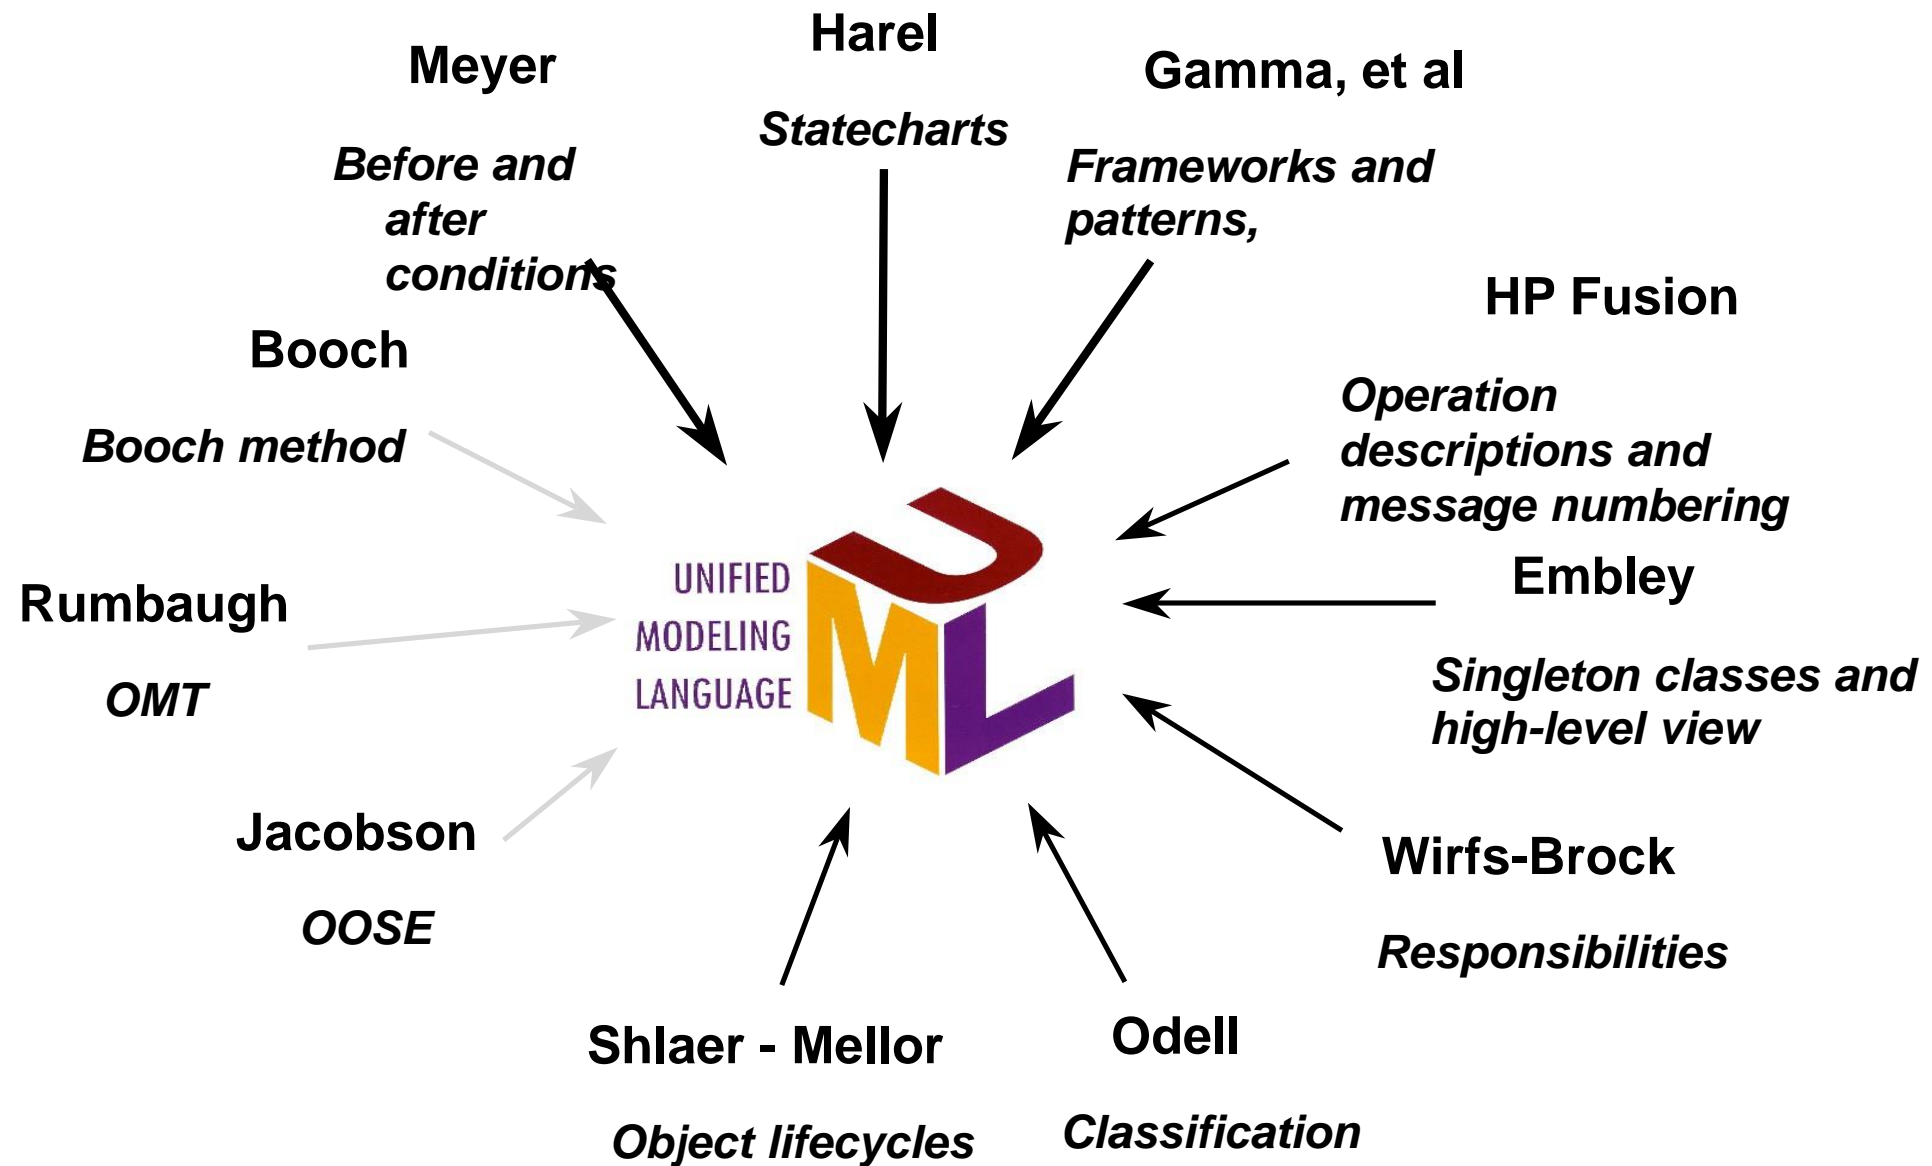 Harel
Statecharts
Meyer
Before and
after
conditions
Gamma, et al
Frameworks and
patterns,
HP Fusion
Operation
descriptions and
message numbering
Booch
Booch method
Embley
Singleton classes and
high-level view
Rumbaugh
OMT
UNIFIED
MODELING
LANGUAGE
UML
Jacobson
OOSE
Wirfs-Brock
Responsibilities
Shlaer - Mellor
Object lifecycles
Odell
Classification